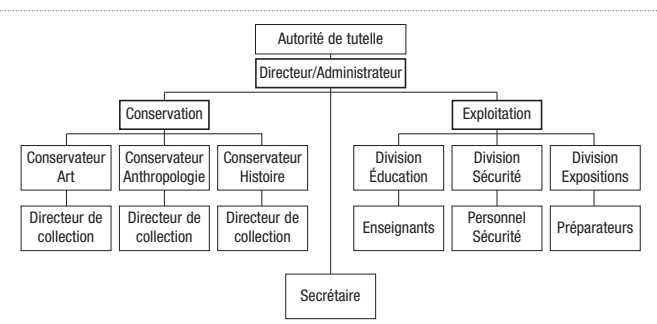 Autorité de tutelle
Directeur/Administrateur
Conservation
Exploitation
Conservateur
Art
Conservateur
Anthropologie
Conservateur
Histoire
Division
Éducation
Division
Sécurité
Division
Expositions
Directeur de
collection
Directeur de
collection
Directeur de
collection
Enseignants
Personnel
Sécurité
Préparateurs
Secrétaire